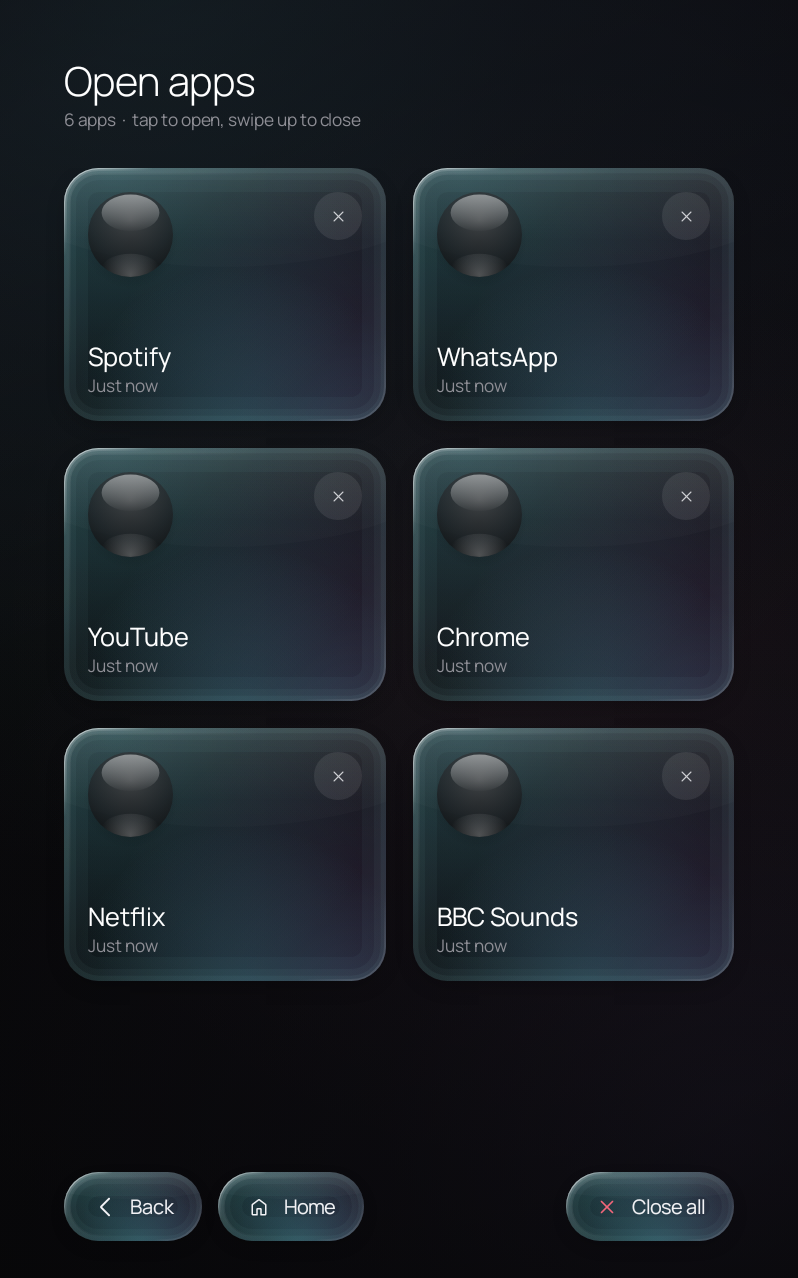 Open apps
6 apps · tap to open, swipe up to close
Spotify
Just now
WhatsApp
Just now
YouTube
Just now
Chrome
Just now
Netflix
Just now
BBC Sounds
Just now
Back
Home
Close all